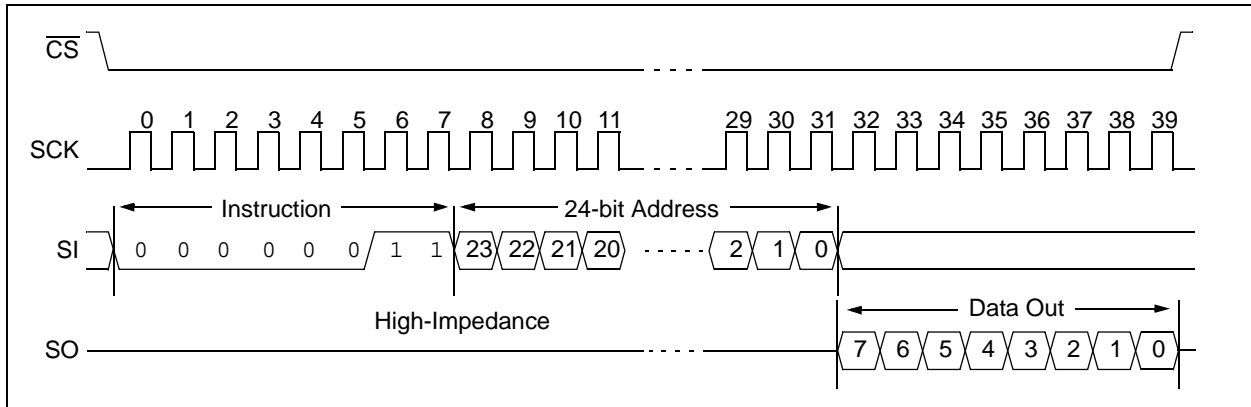 CS
0 1 2 3 4 5 6 7 8 9 10 11 29 30 31 32 33 34 35 36 37 38 39
SCK
Instruction 24-bit Address
SI 0 0 0 0 0 0 1 1 23 22 21 20 2 1 0
High-Impedance Data Out
SO 7 6 5 4 3 2 1 0